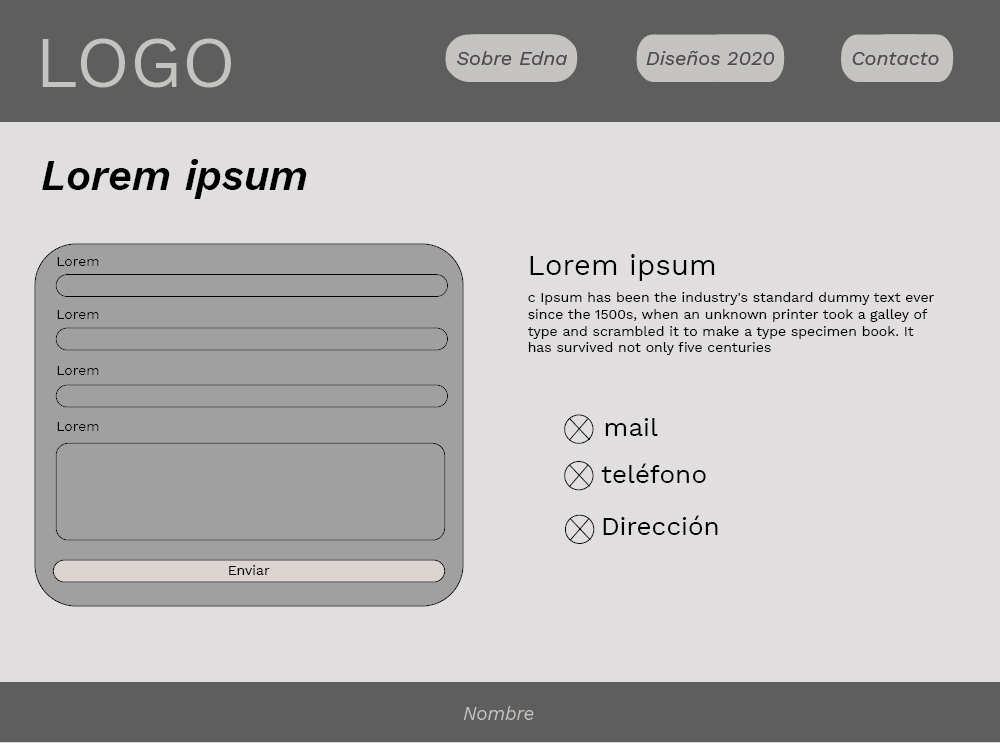 LOGO
Sobre Edna
Diseños 2020
Contacto
Lorem ipsum
Lorem
Lorem
Lorem
Lorem
Enviar
Lorem ipsum
c Ipsum has been the industry's standard dummy text ever
since the 1500s, when an unknown printer took a galley of
type and scrambled it to make a type specimen book. It
has survived not only five centuries
mail
teléfono
Dirección
Nombre